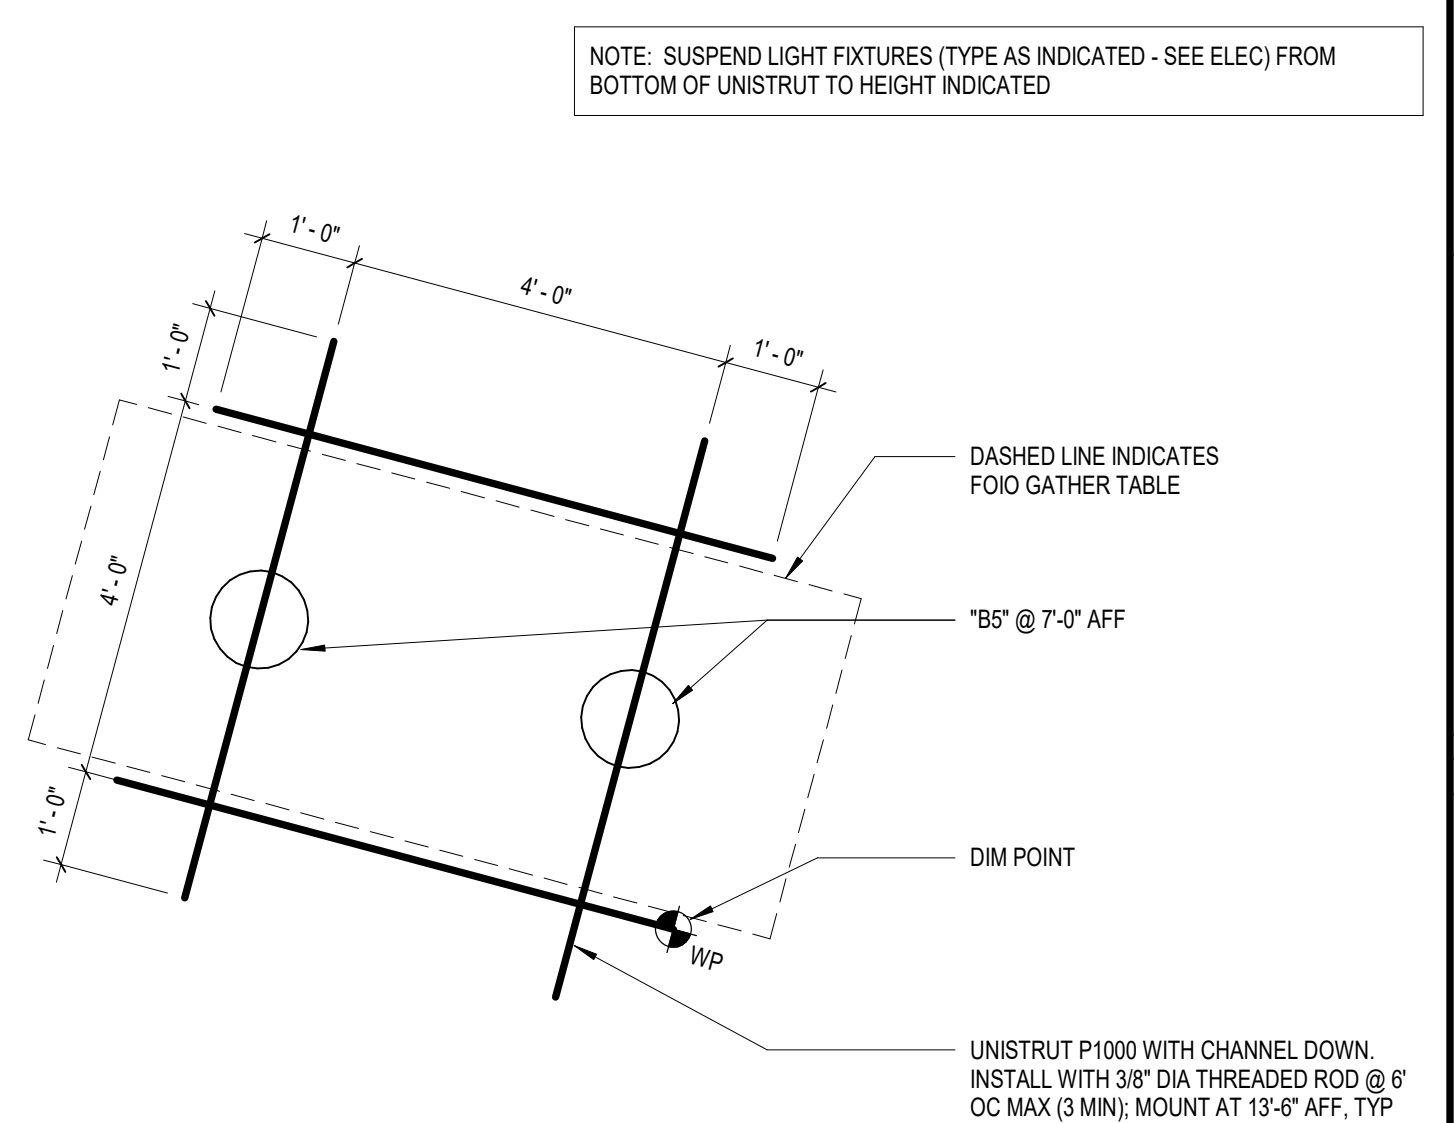 NOTE: SUSPEND LIGHT FIXTURES (TYPE AS INDICATED - SEE ELEC) FROM
BOTTOM OF UNISTRUT TO HEIGHT INDICATED
1' - 0"
4' - 0"
1' - 0"
1' - 0"
4' - 0"
1' - 0"
DASHED LINE INDICATES
FOIO GATHER TABLE
"B5" @ 7'-0" AFF
DIM POINT
WP
UNISTRUT P1000 WITH CHANNEL DOWN.
INSTALL WITH 3/8" DIA THREADED ROD @ 6'
OC MAX (3 MIN); MOUNT AT 13'-6" AFF, TYP